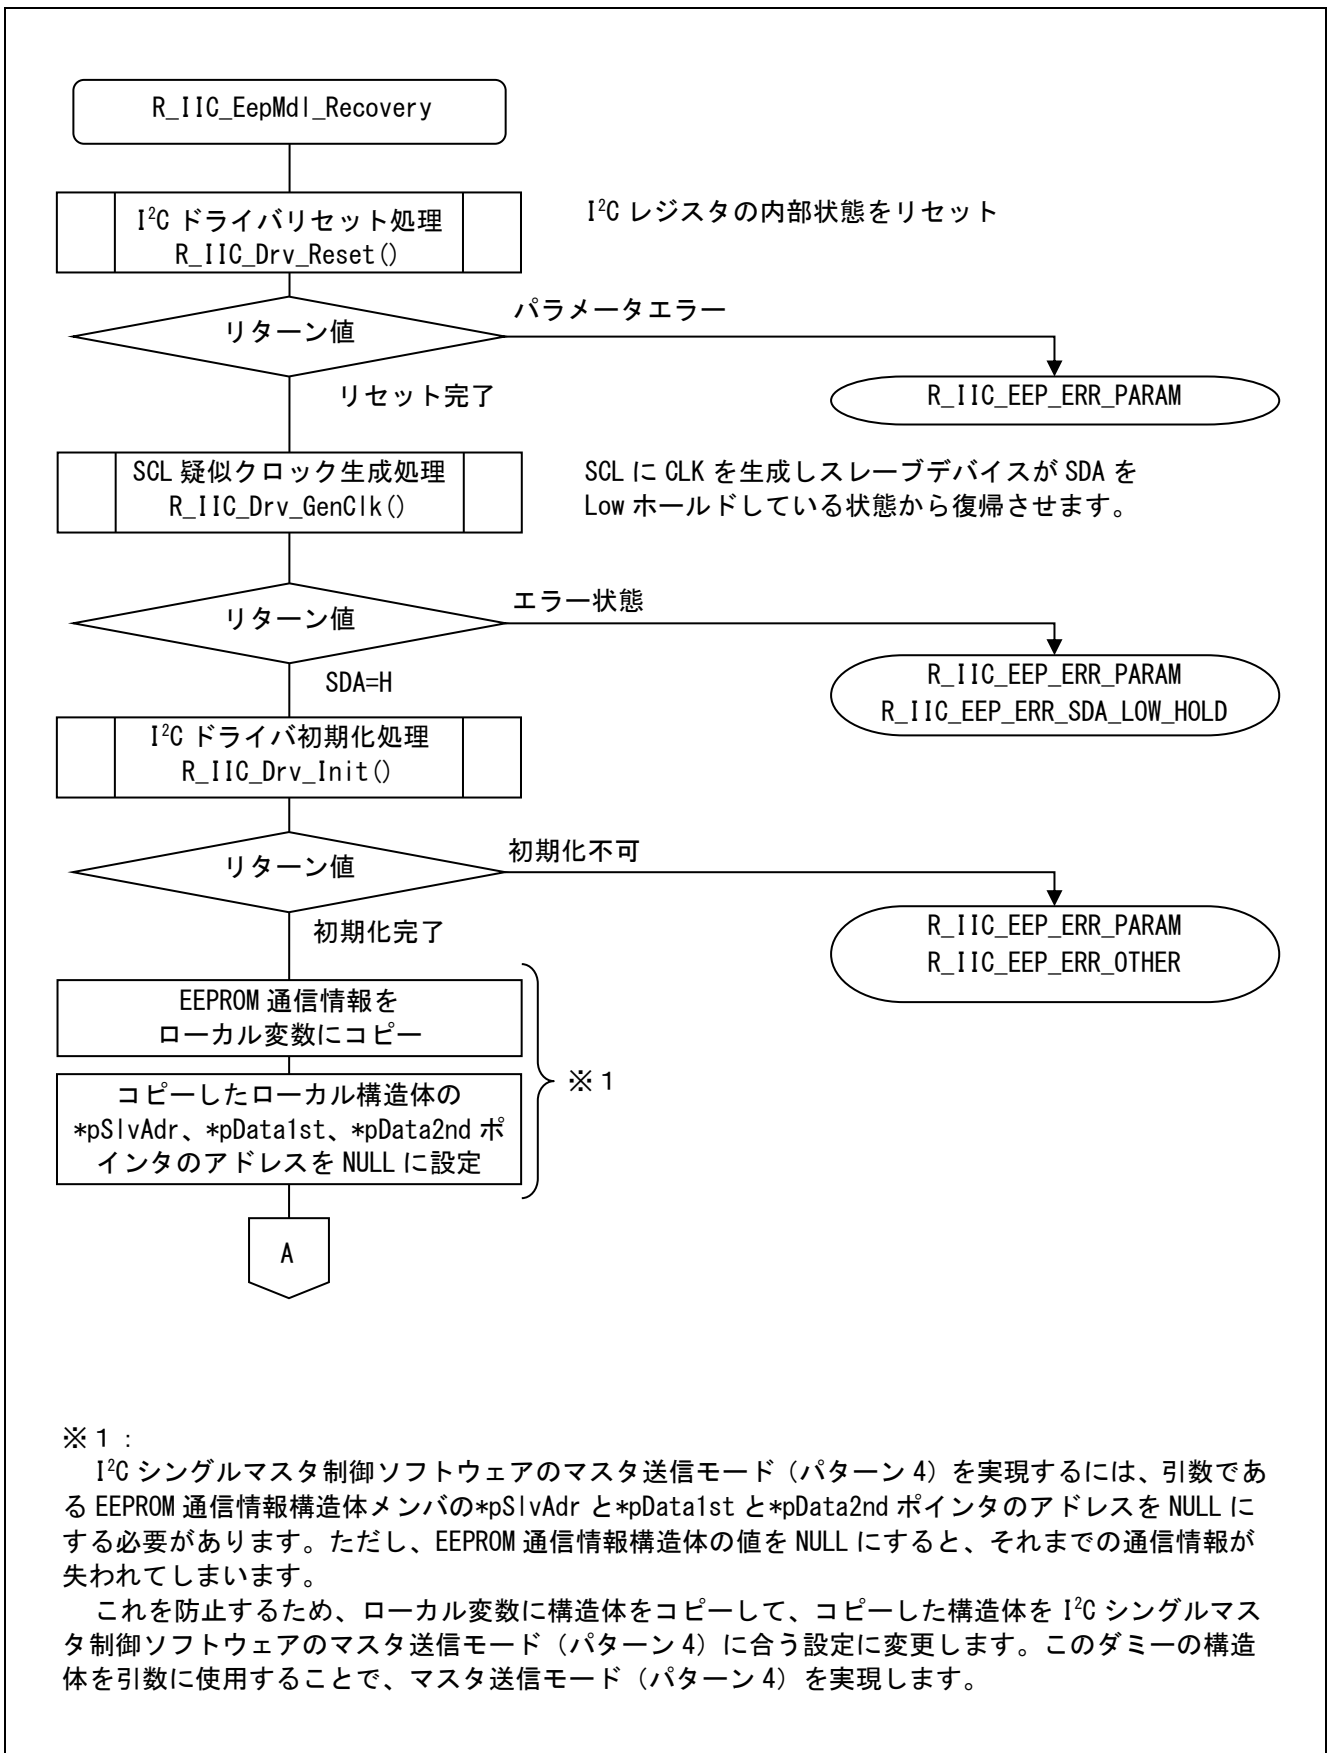 R_IIC_EepMdl_Recovery
I²C ドライバリセット処理
R_IIC_Drv_Reset()
I²C レジスタの内部状態をリセット
リターン値
パラメータエラー
R_IIC_EEP_ERR_PARAM
リセット完了
SCL 疑似クロック生成処理
R_IIC_Drv_GenClk()
SCL に CLK を生成しスレーブデバイスが SDA を
Low ホールドしている状態から復帰させます。
リターン値
エラー状態
R_IIC_EEP_ERR_PARAM
R_IIC_EEP_ERR_SDA_LOW_HOLD
SDA=H
I²C ドライバ初期化処理
R_IIC_Drv_Init()
リターン値
初期化不可
R_IIC_EEP_ERR_PARAM
R_IIC_EEP_ERR_OTHER
初期化完了
EEPROM 通信情報を
ローカル変数にコピー
コピーしたローカル構造体の
*pSlvAdr、*pData1st、*pData2nd ポ
インタのアドレスを NULL に設定
※１
A
※１：
I²C シングルマスタ制御ソフトウェアのマスタ送信モード（パターン 4）を実現するには、引数であ
る EEPROM 通信情報構造体メンバの*pSlvAdr と*pData1st と*pData2nd ポインタのアドレスを NULL に
する必要があります。ただし、EEPROM 通信情報構造体の値を NULL にすると、それまでの通信情報が
失われてしまいます。
これを防止するため、ローカル変数に構造体をコピーして、コピーした構造体を I²C シングルマス
タ制御ソフトウェアのマスタ送信モード（パターン 4）に合う設定に変更します。このダミーの構造
体を引数に使用することで、マスタ送信モード（パターン 4）を実現します。